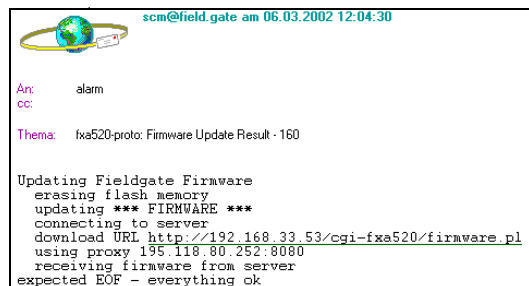 scm@field.gate am 06.03.2002 12:04:30
An: alarm
cc:
Thema: fxa520-proto: Firmware Update Result - 160
Updating Fieldgate Firmware
erasing flash memory
updating *** FIRMWARE ***
connecting to server
download URL http://192.168.33.53/cgi-fxa520/firmware.pl
using proxy 195.118.80.252:8080
receiving firmware from server
expected EOF - everything ok